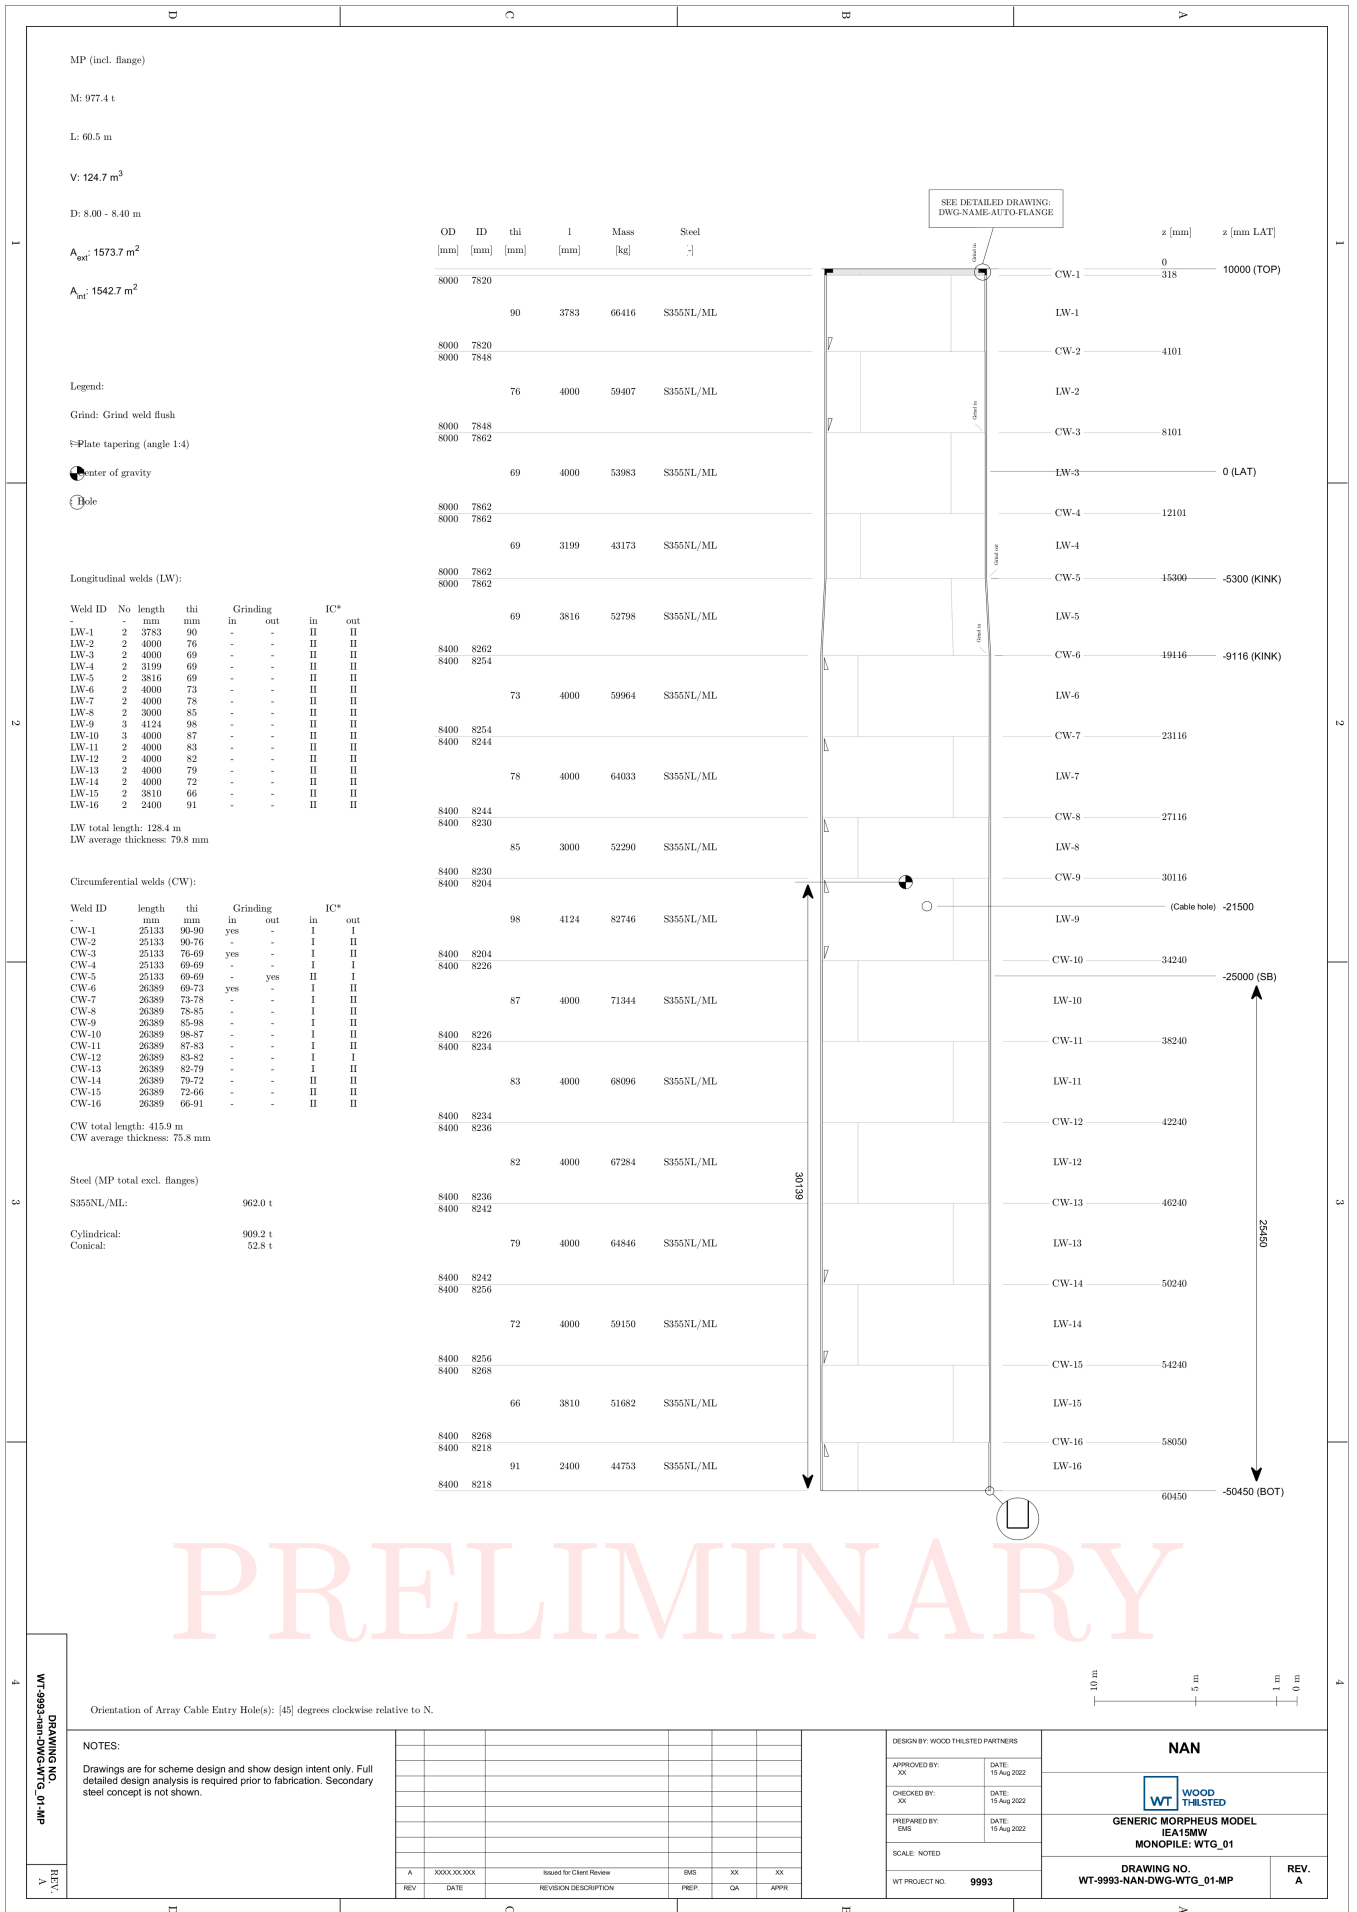 D C B A
MP (incl. flange)
M: 977.4 t
L: 60.5 m
V: 124.7 m3
D: 8.00 - 8.40 m
Aext: 1573.7 m2
Aint: 1542.7 m2
Legend:
Grind: Grind weld flush
Plate tapering (angle 1:4)
enter of gravity
: Hole
Longitudinal welds (LW):
Weld ID No length thi Grinding IC*
- - mm mm in out in out
LW-1 2 3783 90 - - II II
LW-2 2 4000 76 - - II II
LW-3 2 4000 69 - - II II
LW-4 2 3199 69 - - II II
LW-5 2 3816 69 - - II II
LW-6 2 4000 73 - - II II
LW-7 2 4000 78 - - II II
LW-8 2 3000 85 - - II II
LW-9 3 4124 98 - - II II
LW-10 3 4000 87 - - II II
LW-11 2 4000 83 - - II II
LW-12 2 4000 82 - - II II
LW-13 2 4000 79 - - II II
LW-14 2 4000 72 - - II II
LW-15 2 3810 66 - - II II
LW-16 2 2400 91 - - II II
LW total length: 128.4 m
LW average thickness: 79.8 mm
Circumferential welds (CW):
Weld ID length thi Grinding IC*
- mm mm in out in out
CW-1 25133 90-90 yes - I I
CW-2 25133 90-76 - - I II
CW-3 25133 76-69 yes - I II
CW-4 25133 69-69 - - I I
CW-5 25133 69-69 - yes II I
CW-6 26389 69-73 yes - I II
CW-7 26389 73-78 - - I II
CW-8 26389 78-85 - - I II
CW-9 26389 85-98 - - I II
CW-10 26389 98-87 - - I II
CW-11 26389 87-83 - - I II
CW-12 26389 83-82 - - I I
CW-13 26389 82-79 - - I II
CW-14 26389 79-72 - - II II
CW-15 26389 72-66 - - II II
CW-16 26389 66-91 - - II II
CW total length: 415.9 m
CW average thickness: 75.8 mm
Steel (MP total excl. flanges)
S355NL/ML: 962.0 t
Cylindrical: 909.2 t
Conical: 52.8 t
SEE DETAILED DRAWING:
DWG-NAME-AUTO-FLANGE
OD ID thi l Mass Steel z [mm] z [mm LAT]
[mm] [mm] [mm] [mm] [kg] [-]
0
10000 (TOP)
8000 7820 CW-1 318
90 3783 66416 S355NL/ML LW-1
8000 7820
8000 7848 CW-2 4101
76 4000 59407 S355NL/ML LW-2
8000 7848
8000 7862 CW-3 8101
69 4000 53983 S355NL/ML LW-3 0 (LAT)
8000 7862
8000 7862 CW-4 12101
69 3199 43173 S355NL/ML LW-4
8000 7862
8000 7862 CW-5 15300 -5300 (KINK)
69 3816 52798 S355NL/ML LW-5
8400 8262
8400 8254 CW-6 19116 -9116 (KINK)
73 4000 59964 S355NL/ML LW-6
8400 8254
8400 8244 CW-7 23116
78 4000 64033 S355NL/ML LW-7
8400 8244
8400 8230 CW-8 27116
85 3000 52290 S355NL/ML LW-8
8400 8230
8400 8204 CW-9 30116
(Cable hole) -21500
98 4124 82746 S355NL/ML LW-9
8400 8204
8400 8226 CW-10 34240
-25000 (SB)
87 4000 71344 S355NL/ML LW-10
8400 8226
8400 8234 CW-11 38240
83 4000 68096 S355NL/ML LW-11
8400 8234
8400 8236 CW-12 42240
82 4000 67284 S355NL/ML LW-12
8400 8236
8400 8242 CW-13 46240
79 4000 64846 S355NL/ML LW-13
8400 8242
8400 8256 CW-14 50240
72 4000 59150 S355NL/ML LW-14
8400 8256
8400 8268 CW-15 54240
66 3810 51682 S355NL/ML LW-15
8400 8268
8400 8218 CW-16 58050
91 2400 44753 S355NL/ML LW-16
8400 8218 60450 -50450 (BOT)
Grind in
Grind in
Grind out
Grind in
30139
25450
1 1
2 2
3 3
4 4
PRELIMINARY
10 m 5 m 1 m 0 m
Orientation of Array Cable Entry Hole(s): [45] degrees clockwise relative to N.
DRAWING NO.
WT-9993-nan-DWG-WTG_01-MP
REV.
A
NOTES:
Drawings are for scheme design and show design intent only. Full
detailed design analysis is required prior to fabrication. Secondary
steel concept is not shown.
A XXXX.XX.XXX Issued for Client Review EMS XX XX
REV DATE REVISION DESCRIPTION PREP. QA APPR
DESIGN BY: WOOD THILSTED PARTNERS
APPROVED BY: DATE:
XX 15 Aug 2022
CHECKED BY: DATE:
XX 15 Aug 2022
PREPARED BY: DATE:
EMS 15 Aug 2022
SCALE: NOTED
WT PROJECT NO. 9993
NAN
WT WOOD
THILSTED
GENERIC MORPHEUS MODEL
IEA15MW
MONOPILE: WTG_01
DRAWING NO.
WT-9993-NAN-DWG-WTG_01-MP
REV.
A
D C B A